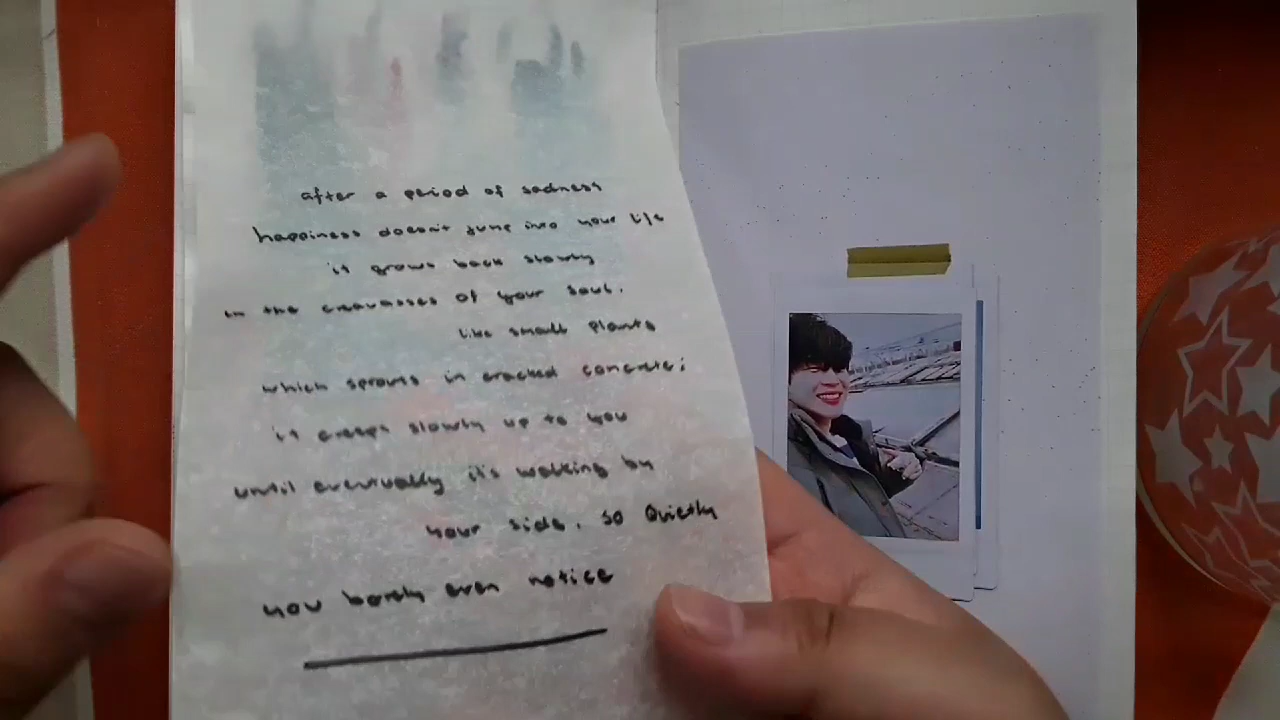 after a period of sadness
happiness doesn't jump into your life
it grows back slowly
in the creavasses of your soul.
like small plants
which sprouts in cracked concrete;
it creeps slowly up to you
until eventually it's walking by
your side. so quietly
you barely even notice